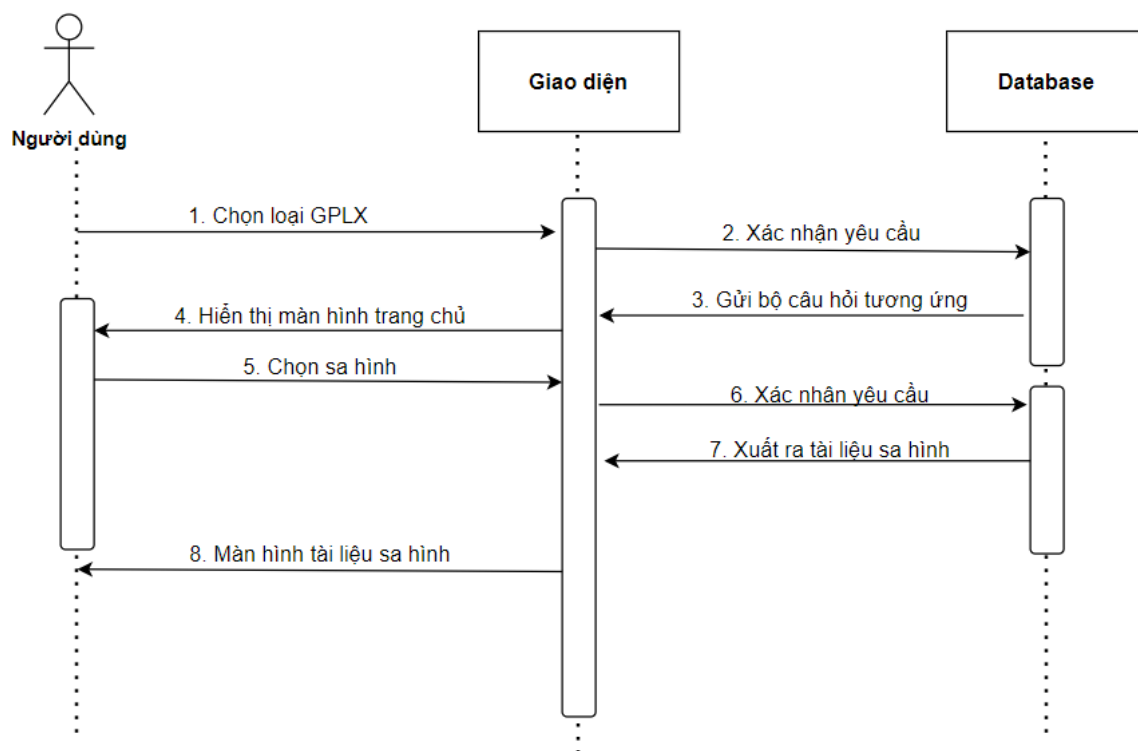 Người dùng
Giao diện
Database
1. Chọn loại GPLX
2. Xác nhận yêu cầu
3. Gửi bộ câu hỏi tương ứng
4. Hiển thị màn hình trang chủ
5. Chọn sa hình
6. Xác nhân yêu cầu
7. Xuất ra tài liệu sa hình
8. Màn hình tài liệu sa hình